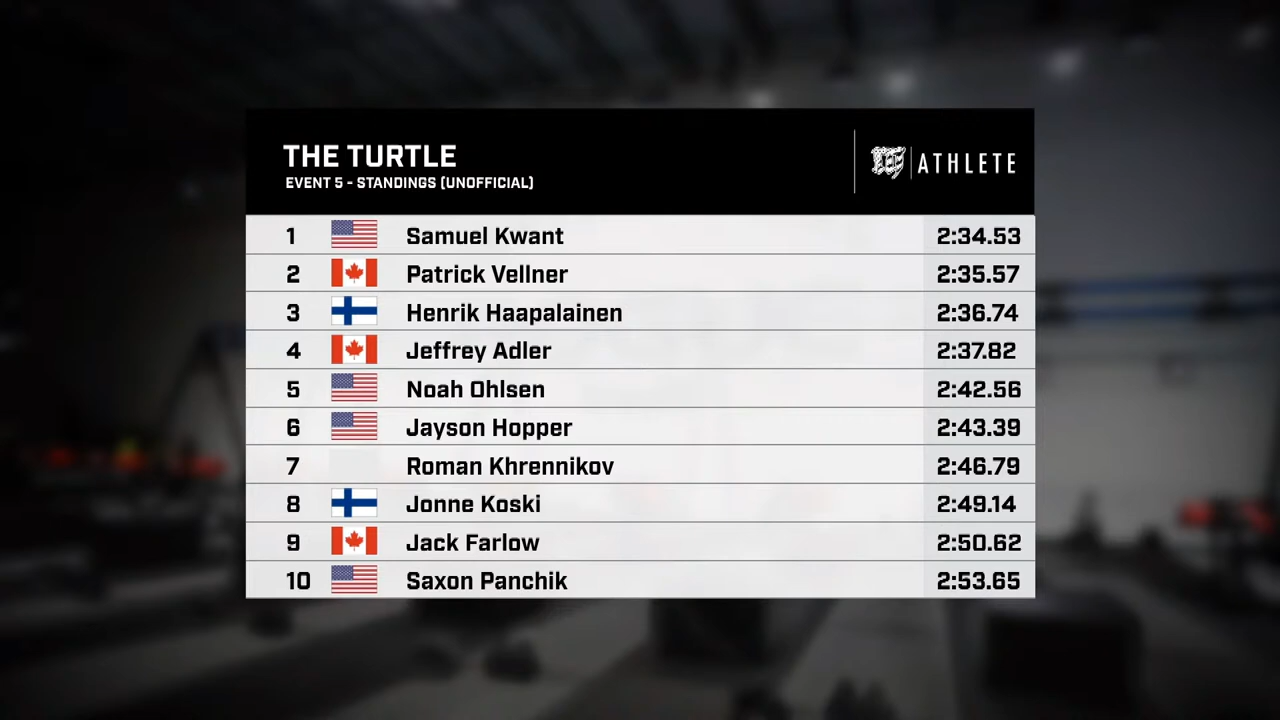 THE TURTLE
EVENT 5 - STANDINGS (UNOFFICIAL)
ATHLETE
1 Samuel Kwant 2:34.53
2 Patrick Vellner 2:35.57
3 Henrik Haapalainen 2:36.74
4 Jeffrey Adler 2:37.82
5 Noah Ohlsen 2:42.56
6 Jayson Hopper 2:43.39
7 Roman Khrennikov 2:46.79
8 Jonne Koski 2:49.14
9 Jack Farlow 2:50.62
10 Saxon Panchik 2:53.65